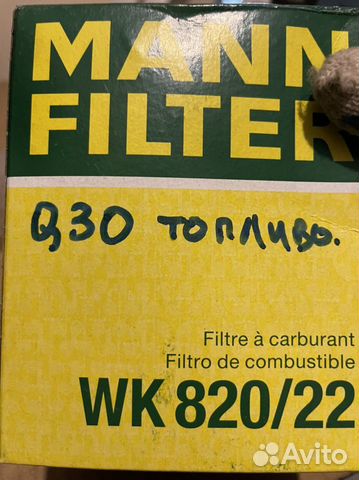 MANN
FILTER
Q30 топливо.
Filtre à carburant
Filtro de combustible
WK 820/22
Avito